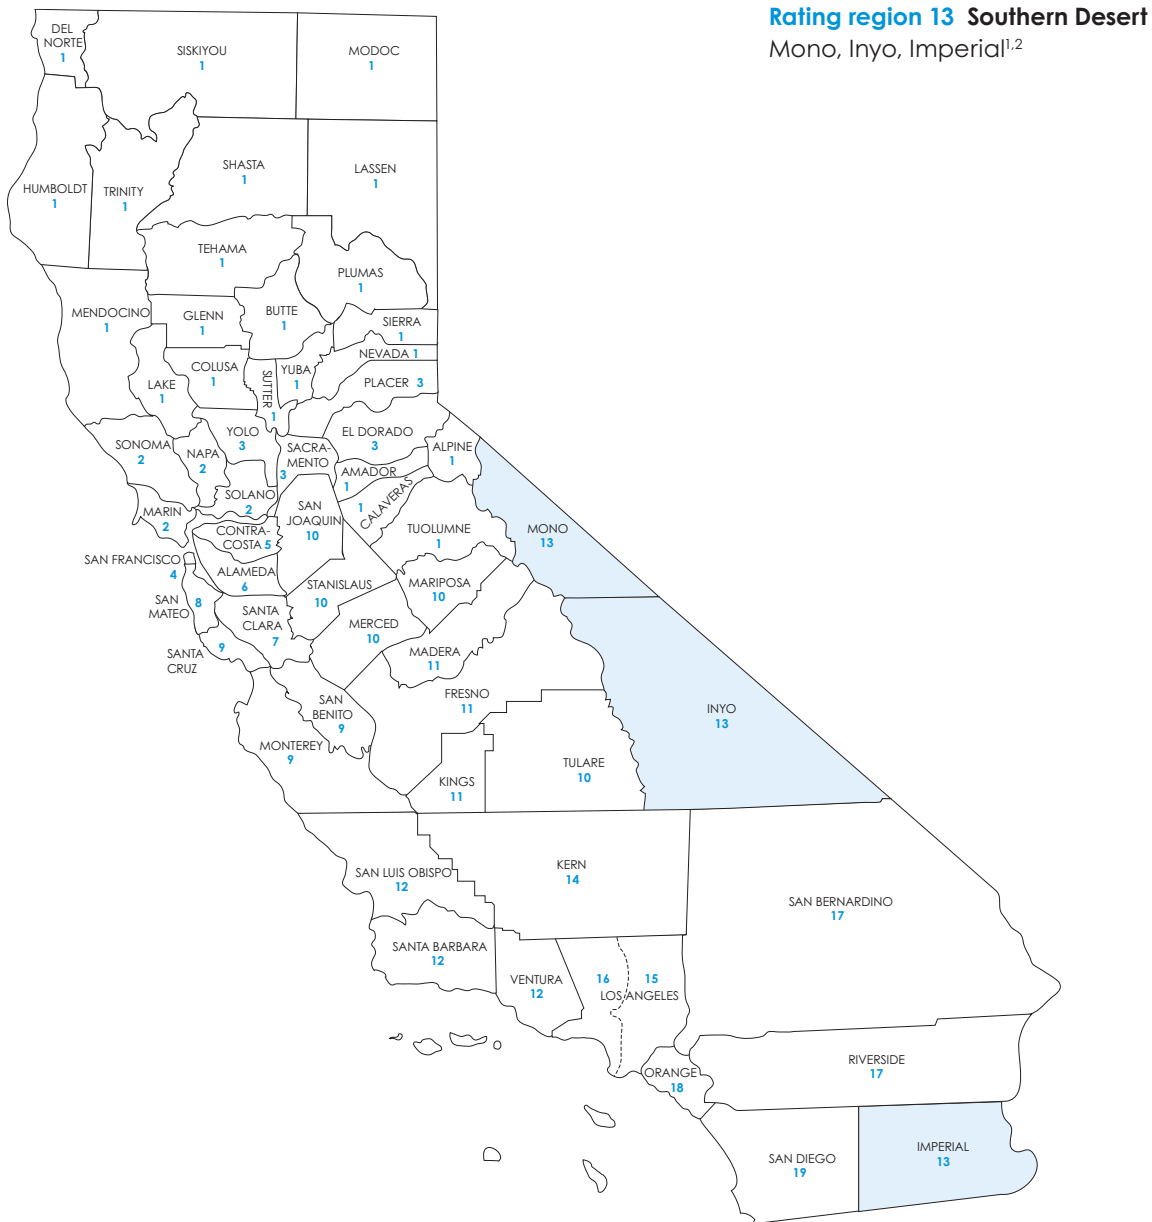 Rating region 13 Southern Desert
Mono, Inyo, Imperial1,2
DEL
NORTE
1
SISKIYOU
1
MODOC
1
HUMBOLDT
1
TRINITY
1
SHASTA
1
LASSEN
1
TEHAMA
1
PLUMAS
1
MENDOCINO
1
GLENN
1
BUTTE
1
SIERRA
1
NEVADA 1
COLUSA
1
SUTTER
1
YUBA
1
PLACER 3
LAKE
1
SONOMA
2
NAPA
2
YOLO
3
SACRA-
MENTO
3
EL DORADO
3
ALPINE
1
AMADOR
1
CALAVERAS
1
SOLANO
2
MARIN
2
SAN
JOAQUIN
10
TUOLUMNE
1
MONO
13
CONTRA-
COSTA 5
SAN FRANCISCO
4
ALAMEDA
6
STANISLAUS
10
MARIPOSA
10
SAN
MATEO
8
SANTA
CLARA
7
MERCED
10
SANTA
CRUZ
9
MADERA
11
FRESNO
11
SAN
BENITO
9
INYO
13
MONTEREY
9
KINGS
11
TULARE
10
SAN LUIS OBISPO
12
KERN
14
SAN BERNARDINO
17
SANTA BARBARA
12
VENTURA
12
16 15
LOS ANGELES
ORANGE
18
RIVERSIDE
17
SAN DIEGO
19
IMPERIAL
13